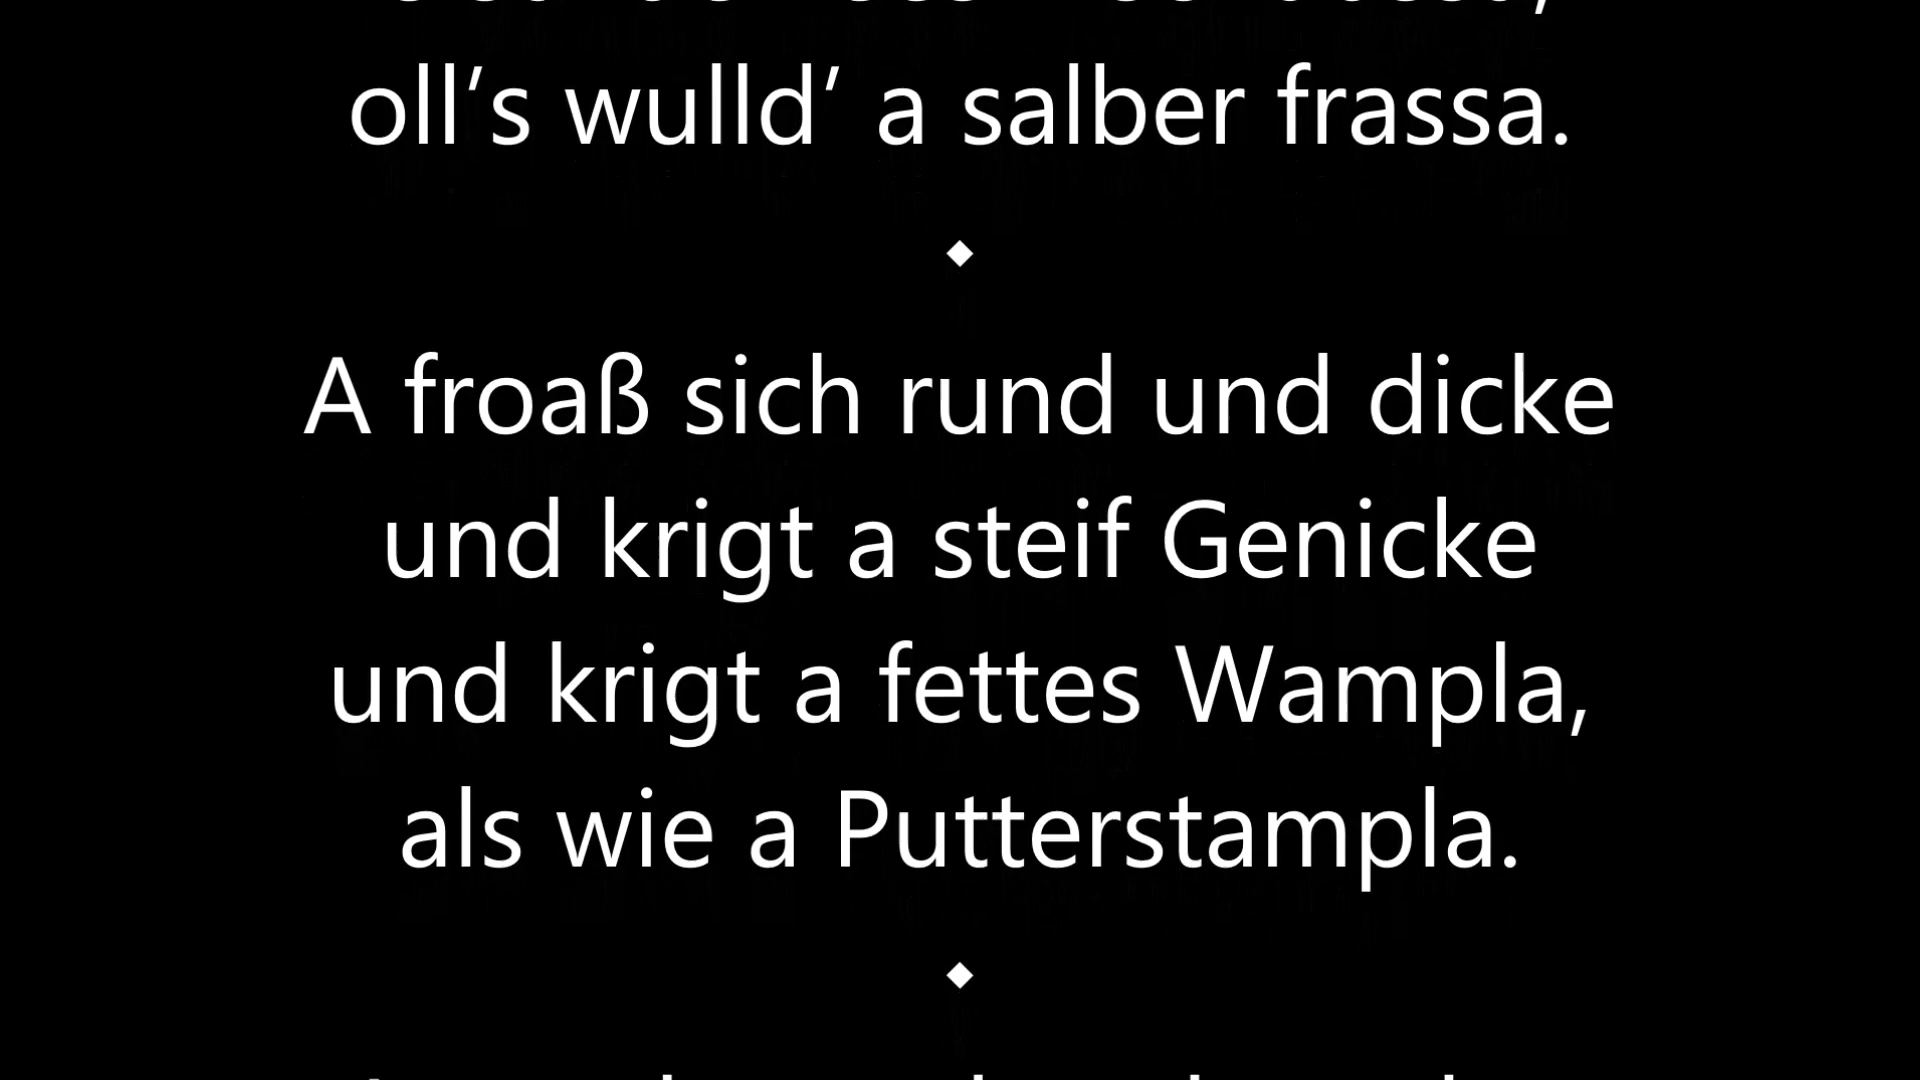 oll’s wulld’ a salber frassa.
A froaß sich rund und dicke
und krigt a steif Genicke
und krigt a fettes Wampla,
als wie a Putterstampla.